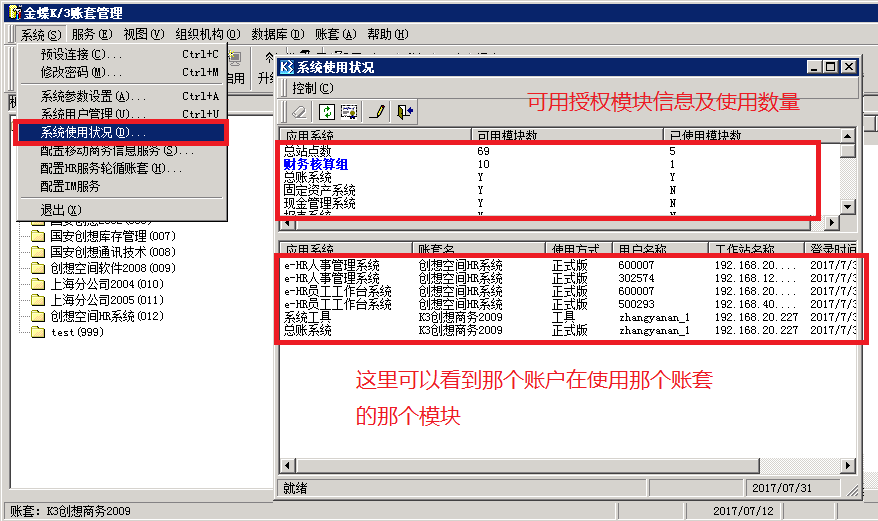 金蝶K/3账套管理
系统(S) 服务(E) 视图(V) 组织机构(O) 数据库(D) 账套(A) 帮助(H)
预设连接(C)... Ctrl+C
修改密码(M)... Ctrl+M
系统参数设置(A)... Ctrl+A
系统用户管理(U)... Ctrl+U
系统使用状况(D)...
配置移动商务信息服务(S)...
配置HR服务轮循账套(H)...
配置IM服务
退出(X)
国安创想库存管理(007)
国安创想通讯技术(008)
创想空间软件2008(009)
上海分公司2004(010)
上海分公司2005(011)
创想空间HR系统(012)
test(999)
系统使用状况
控制(C)
可用授权模块信息及使用数量
应用系统 可用模块数 已使用模块数
总站点数 69 5
财务核算组 10 1
总账系统 Y Y
固定资产系统 Y N
现金管理系统 Y N
应用系统 账套名 使用方式 用户名称 工作站名称 登录时间
e-HR人事管理系统 创想空间HR系统 正式版 600007 192.168.20.... 2017/7/3
e-HR人事管理系统 创想空间HR系统 正式版 302574 192.168.12.... 2017/7/3
e-HR员工工作台系统 创想空间HR系统 正式版 600007 192.168.20.... 2017/7/3
e-HR员工工作台系统 创想空间HR系统 正式版 500293 192.168.40.... 2017/7/3
系统工具 K3创想商务2009 工具 zhangyanan_1 192.168.20.227 2017/7/3
总账系统 K3创想商务2009 正式版 zhangyanan_1 192.168.20.227 2017/7/3
这里可以看到那个账户在使用那个账套
的那个模块
就绪 2017/07/31
账套: K3创想商务2009 2017/07/12